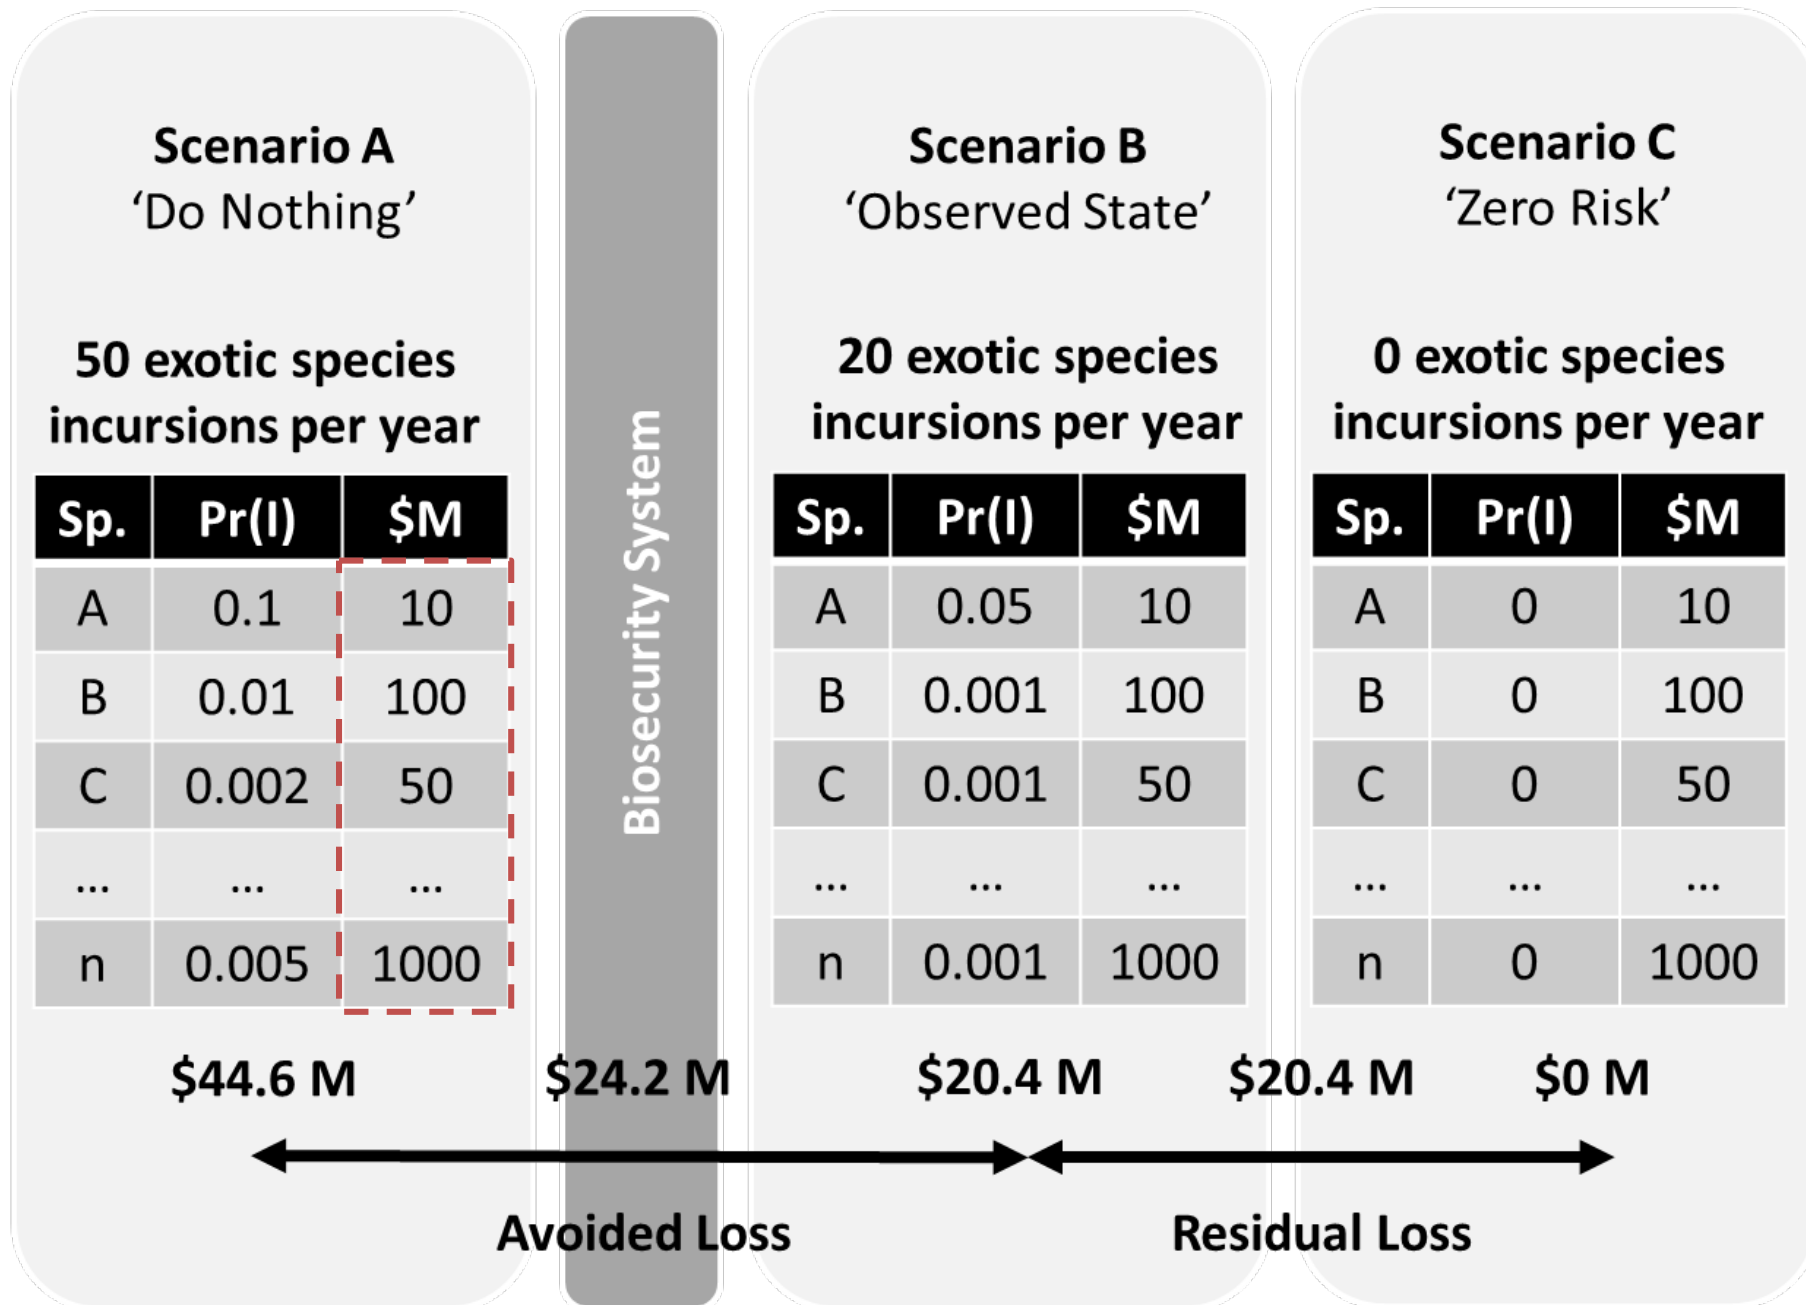 Scenario A
‘Do Nothing’
50 exotic species
incursions per year
Sp. Pr(I) $M
A 0.1 10
B 0.01 100
C 0.002 50
... ... ...
n 0.005 1000
$44.6 M
Biosecurity System
$24.2 M
Scenario B
‘Observed State’
20 exotic species
incursions per year
Sp. Pr(I) $M
A 0.05 10
B 0.001 100
C 0.001 50
... ... ...
n 0.001 1000
$20.4 M
$20.4 M
Scenario C
‘Zero Risk’
0 exotic species
incursions per year
Sp. Pr(I) $M
A 0 10
B 0 100
C 0 50
... ... ...
n 0 1000
$0 M
Avoided Loss
Residual Loss